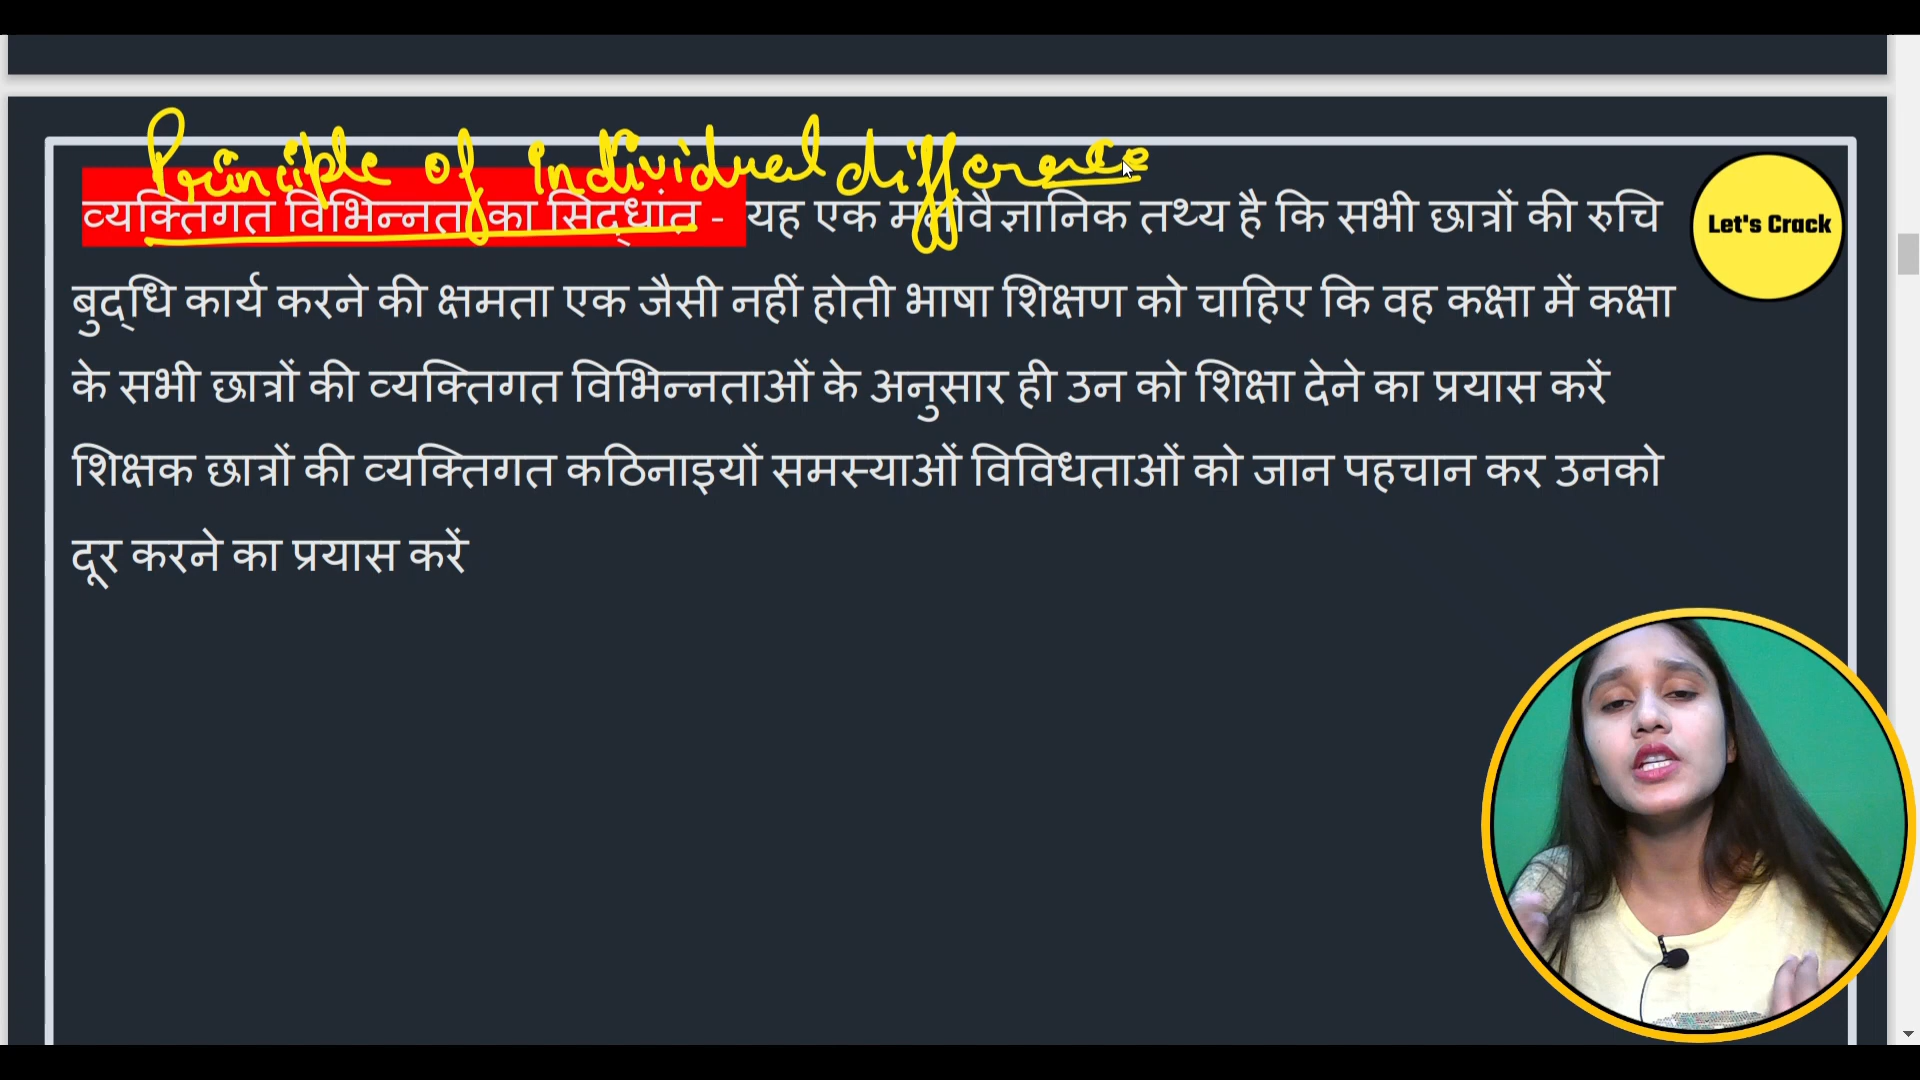 Principle of individual difference
व्यक्तिगत विभिन्नता का सिद्धांत - यह एक मनोवैज्ञानिक तथ्य है कि सभी छात्रों की रुचि
बुद्धि कार्य करने की क्षमता एक जैसी नहीं होती भाषा शिक्षण को चाहिए कि वह कक्षा में कक्षा
के सभी छात्रों की व्यक्तिगत विभिन्नताओं के अनुसार ही उन को शिक्षा देने का प्रयास करें
शिक्षक छात्रों की व्यक्तिगत कठिनाइयों समस्याओं विविधताओं को जान पहचान कर उनको
दूर करने का प्रयास करें
Let's Crack